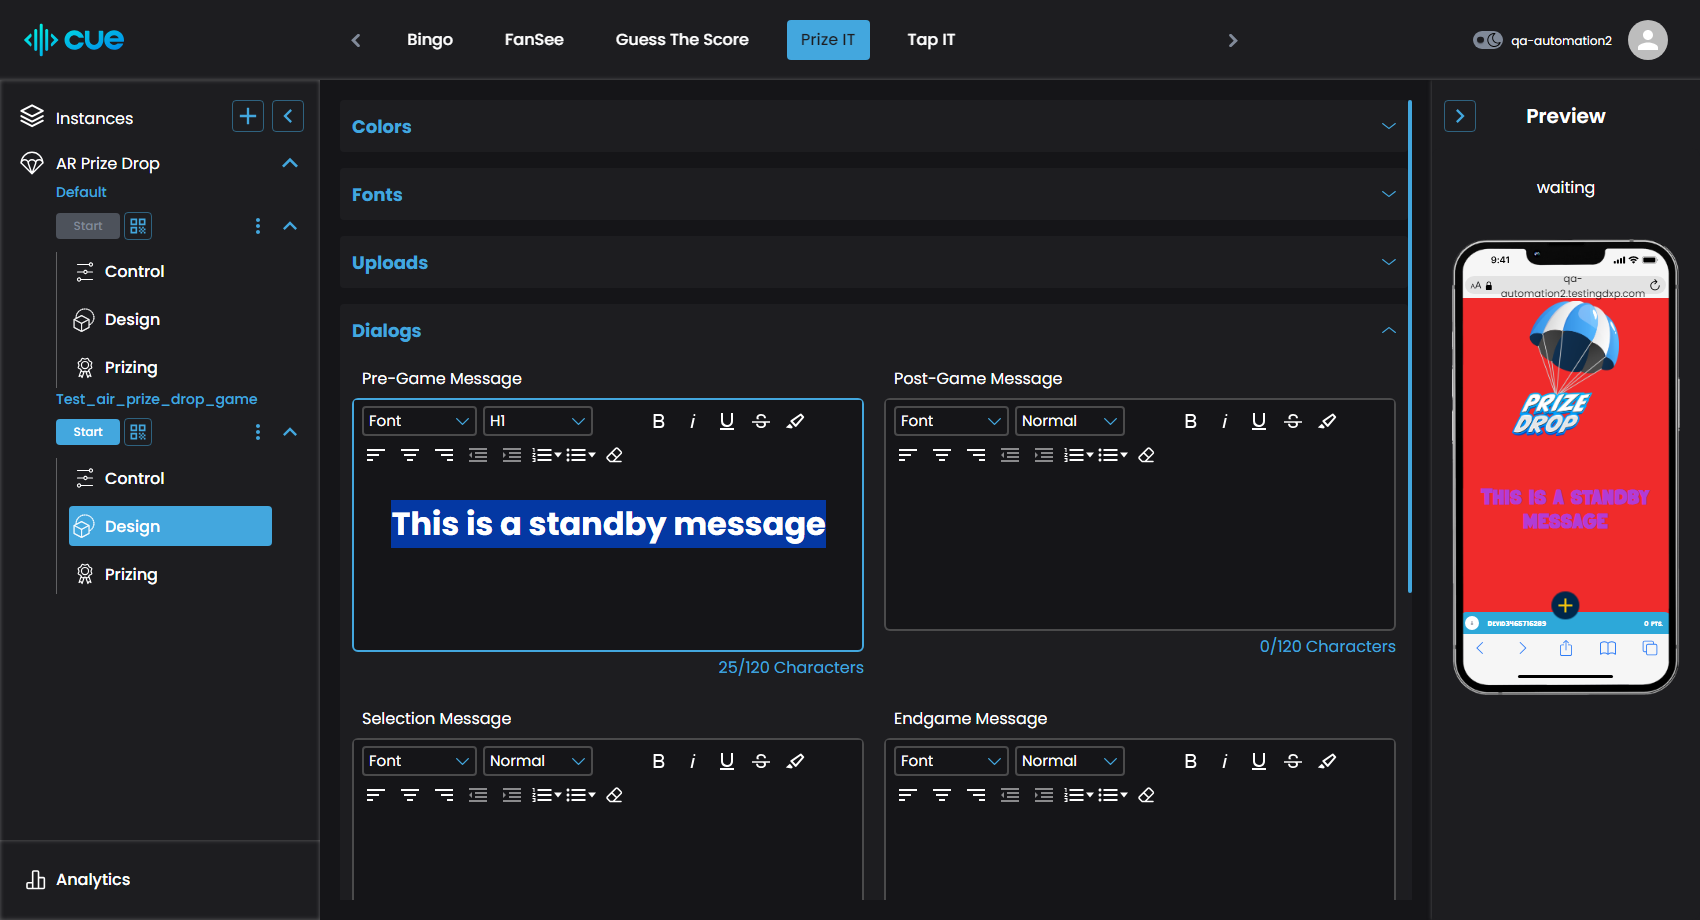 cue
Bingo
FanSee
Guess The Score
Prize IT
Tap IT
qa-automation2
Instances
AR Prize Drop
Default
Start
Control
Design
Prizing
Test_air_prize_drop_game
Start
Control
Design
Prizing
Analytics
Colors
Fonts
Uploads
Dialogs
Pre-Game Message
Font
H1
B i U S
This is a standby message
25/120 Characters
Post-Game Message
Font
Normal
B i U S
0/120 Characters
Selection Message
Font
Normal
B i U S
Endgame Message
Font
Normal
B i U S
Preview
waiting
9:41
AA
qa-
automation2.testingdxp.com
PRIZE
DROP
THIS IS A STANDBY
MESSAGE
0 PTS.